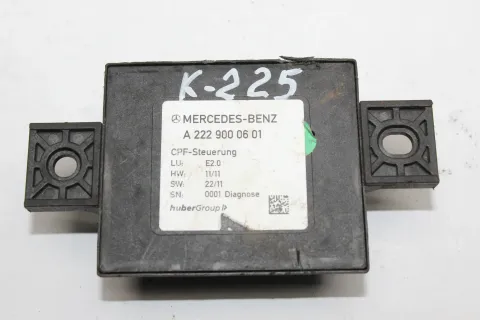 K-225
MERCEDES-BENZ
A 222 900 06 01
CPF-Steuerung
LU: E2.0
HW: 11/11
SW: 22/11
SN: 0001 Diagnose
huberGroup